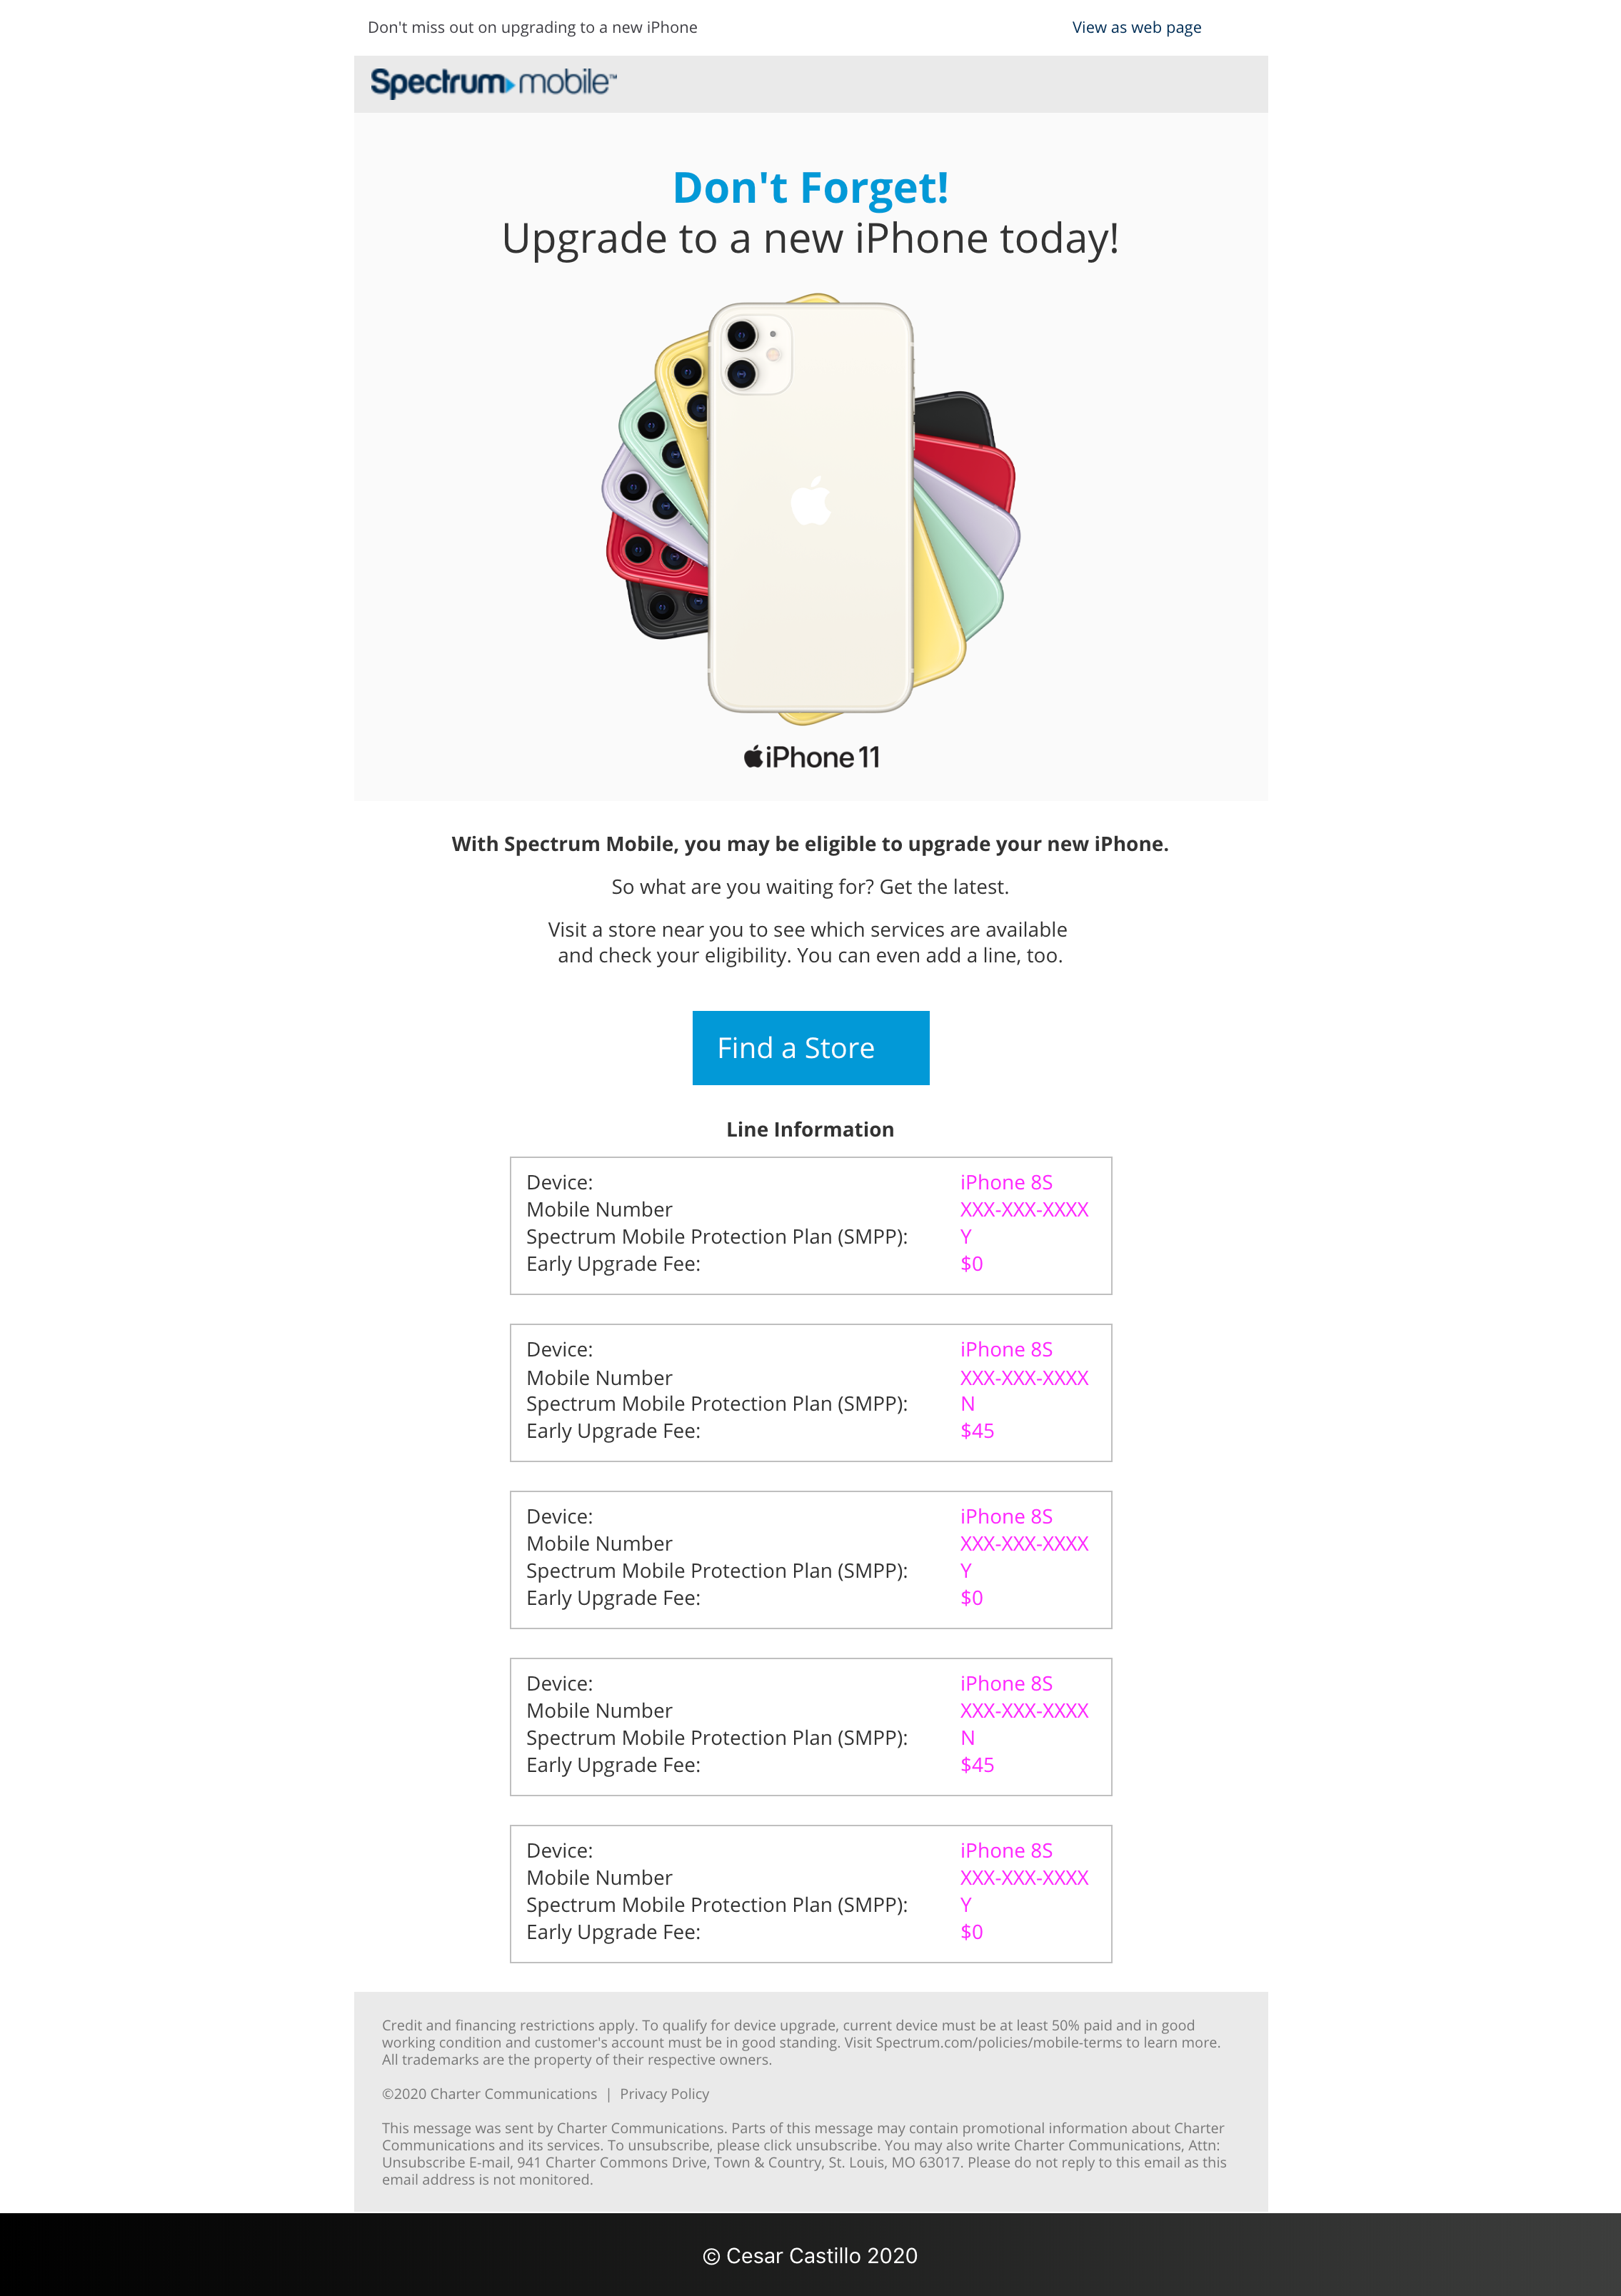 Don't miss out on upgrading to a new iPhone
View as web page
Spectrum mobile™
Don't Forget!
Upgrade to a new iPhone today!
iPhone 11
With Spectrum Mobile, you may be eligible to upgrade your new iPhone.
So what are you waiting for? Get the latest.
Visit a store near you to see which services are available
and check your eligibility. You can even add a line, too.
Find a Store
Line Information
Device: iPhone 8S
Mobile Number XXX-XXX-XXXX
Spectrum Mobile Protection Plan (SMPP): Y
Early Upgrade Fee: $0
Device: iPhone 8S
Mobile Number XXX-XXX-XXXX
Spectrum Mobile Protection Plan (SMPP): N
Early Upgrade Fee: $45
Device: iPhone 8S
Mobile Number XXX-XXX-XXXX
Spectrum Mobile Protection Plan (SMPP): Y
Early Upgrade Fee: $0
Device: iPhone 8S
Mobile Number XXX-XXX-XXXX
Spectrum Mobile Protection Plan (SMPP): N
Early Upgrade Fee: $45
Device: iPhone 8S
Mobile Number XXX-XXX-XXXX
Spectrum Mobile Protection Plan (SMPP): Y
Early Upgrade Fee: $0
Credit and financing restrictions apply. To qualify for device upgrade, current device must be at least 50% paid and in good
working condition and customer's account must be in good standing. Visit Spectrum.com/policies/mobile-terms to learn more.
All trademarks are the property of their respective owners.
©2020 Charter Communications | Privacy Policy
This message was sent by Charter Communications. Parts of this message may contain promotional information about Charter
Communications and its services. To unsubscribe, please click unsubscribe. You may also write Charter Communications, Attn:
Unsubscribe E-mail, 941 Charter Commons Drive, Town & Country, St. Louis, MO 63017. Please do not reply to this email as this
email address is not monitored.
© Cesar Castillo 2020